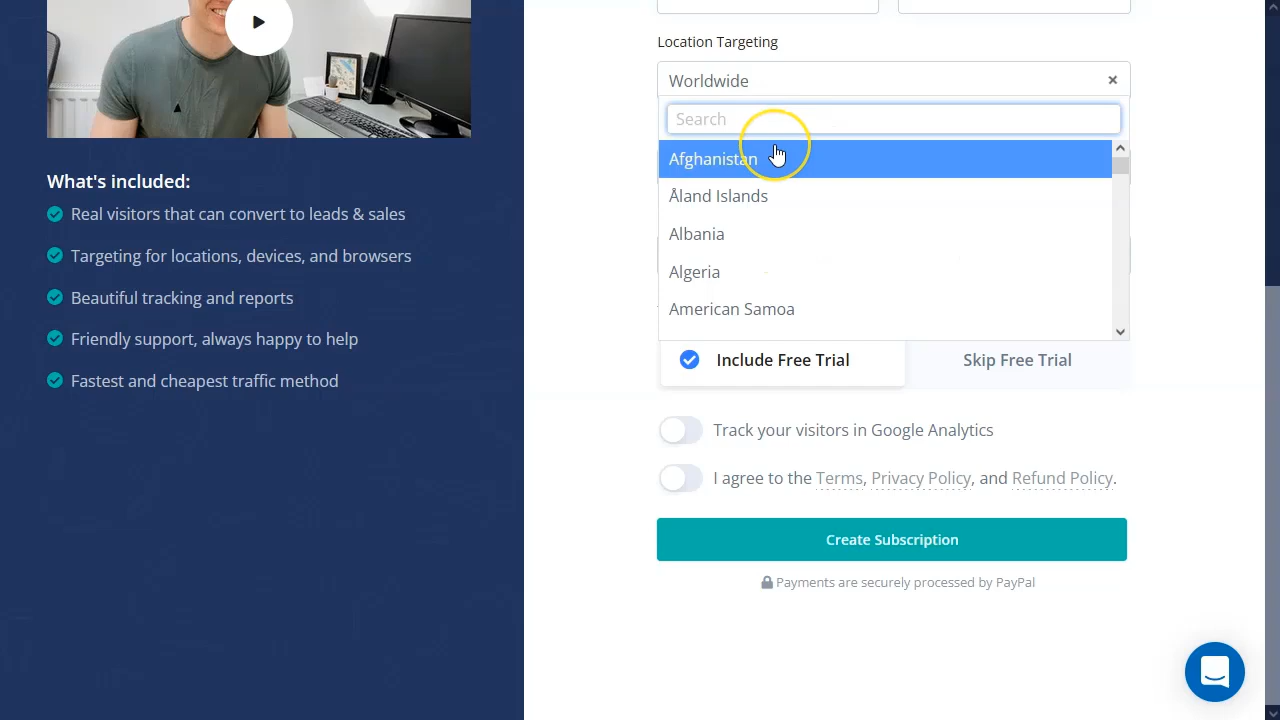 What's included:
Real visitors that can convert to leads & sales
Targeting for locations, devices, and browsers
Beautiful tracking and reports
Friendly support, always happy to help
Fastest and cheapest traffic method
Location Targeting
Worldwide ×
Search
Afghanistan
Åland Islands
Albania
Algeria
American Samoa
Include Free Trial
Skip Free Trial
Track your visitors in Google Analytics
I agree to the Terms, Privacy Policy, and Refund Policy.
Create Subscription
Payments are securely processed by PayPal